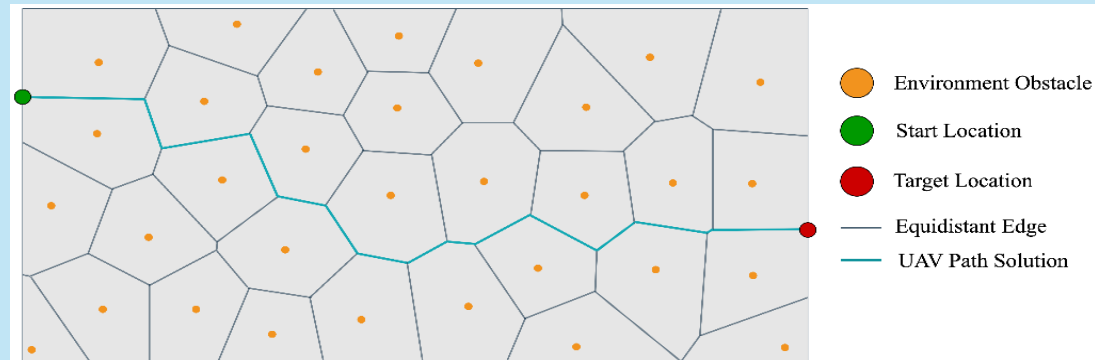 Environment Obstacle
Start Location
Target Location
Equidistant Edge
UAV Path Solution